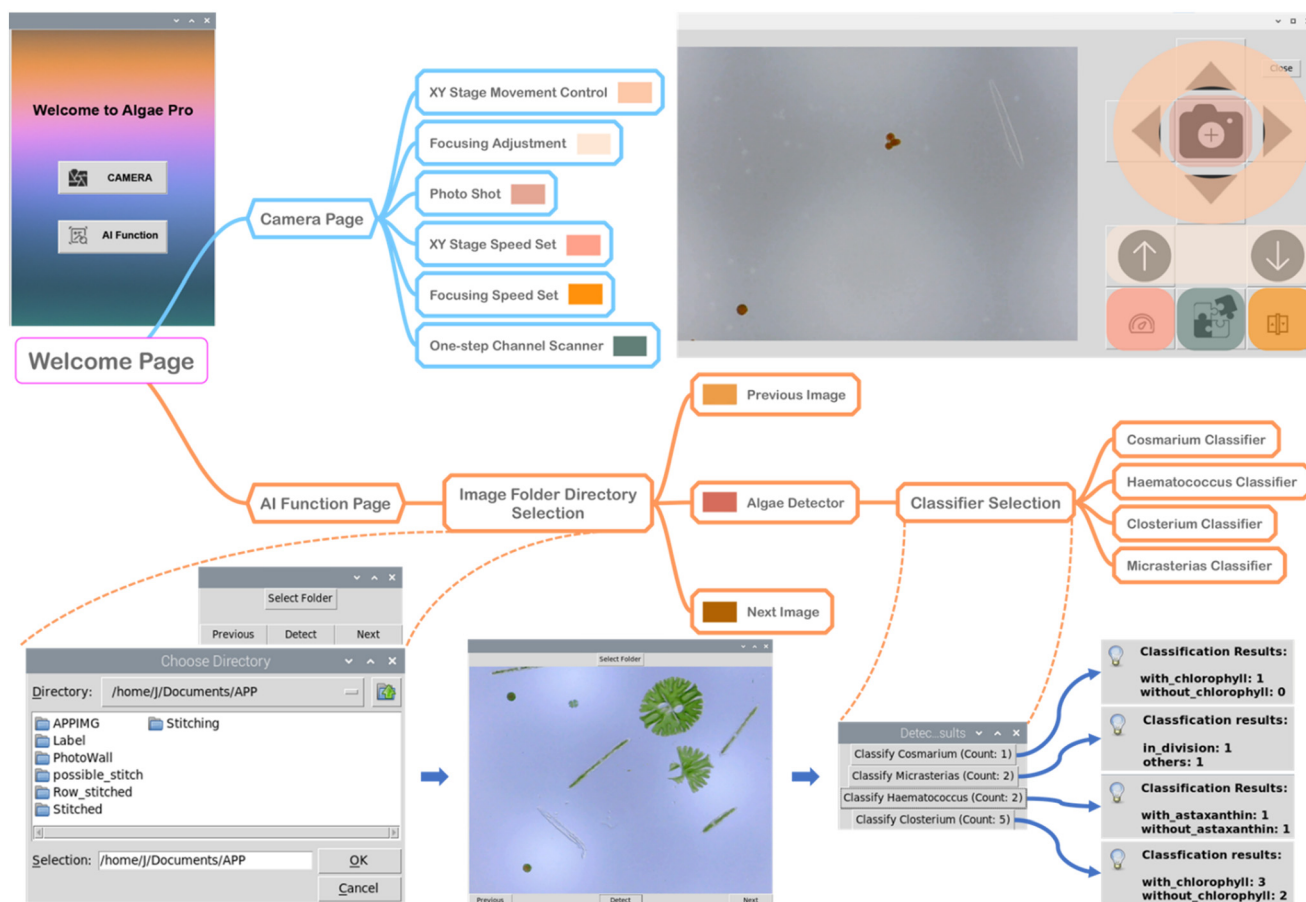 Welcome to Algae Pro
CAMERA
AI Function
Welcome Page
Camera Page
XY Stage Movement Control
Focusing Adjustment
Photo Shot
XY Stage Speed Set
Focusing Speed Set
One-step Channel Scanner
Close
AI Function Page
Image Folder Directory
Selection
Previous Image
Algae Detector
Next Image
Classifier Selection
Cosmarium Classifier
Haematococcus Classifier
Closterium Classifier
Micrasterias Classifier
Select Folder
Previous
Detect
Next
Choose Directory
Directory:
/home/J/Documents/APP
APPIMG
Stitching
Label
PhotoWall
possible_stitch
Row_stitched
Stitched
Selection:
/home/J/Documents/APP
OK
Cancel
Select Folder
Previous
Detect
Next
Detec...sults
Classify Cosmarium (Count: 1)
Classify Micrasterias (Count: 2)
Classify Haematococcus (Count: 2)
Classify Closterium (Count: 5)
Classification Results:
with_chlorophyll: 1
without_chlorophyll: 0
Classfication results:
in_division: 1
others: 1
Classification Results:
with_astaxanthin: 1
without_astaxanthin: 1
Classfication results:
with_chlorophyll: 3
without_chlorophyll: 2